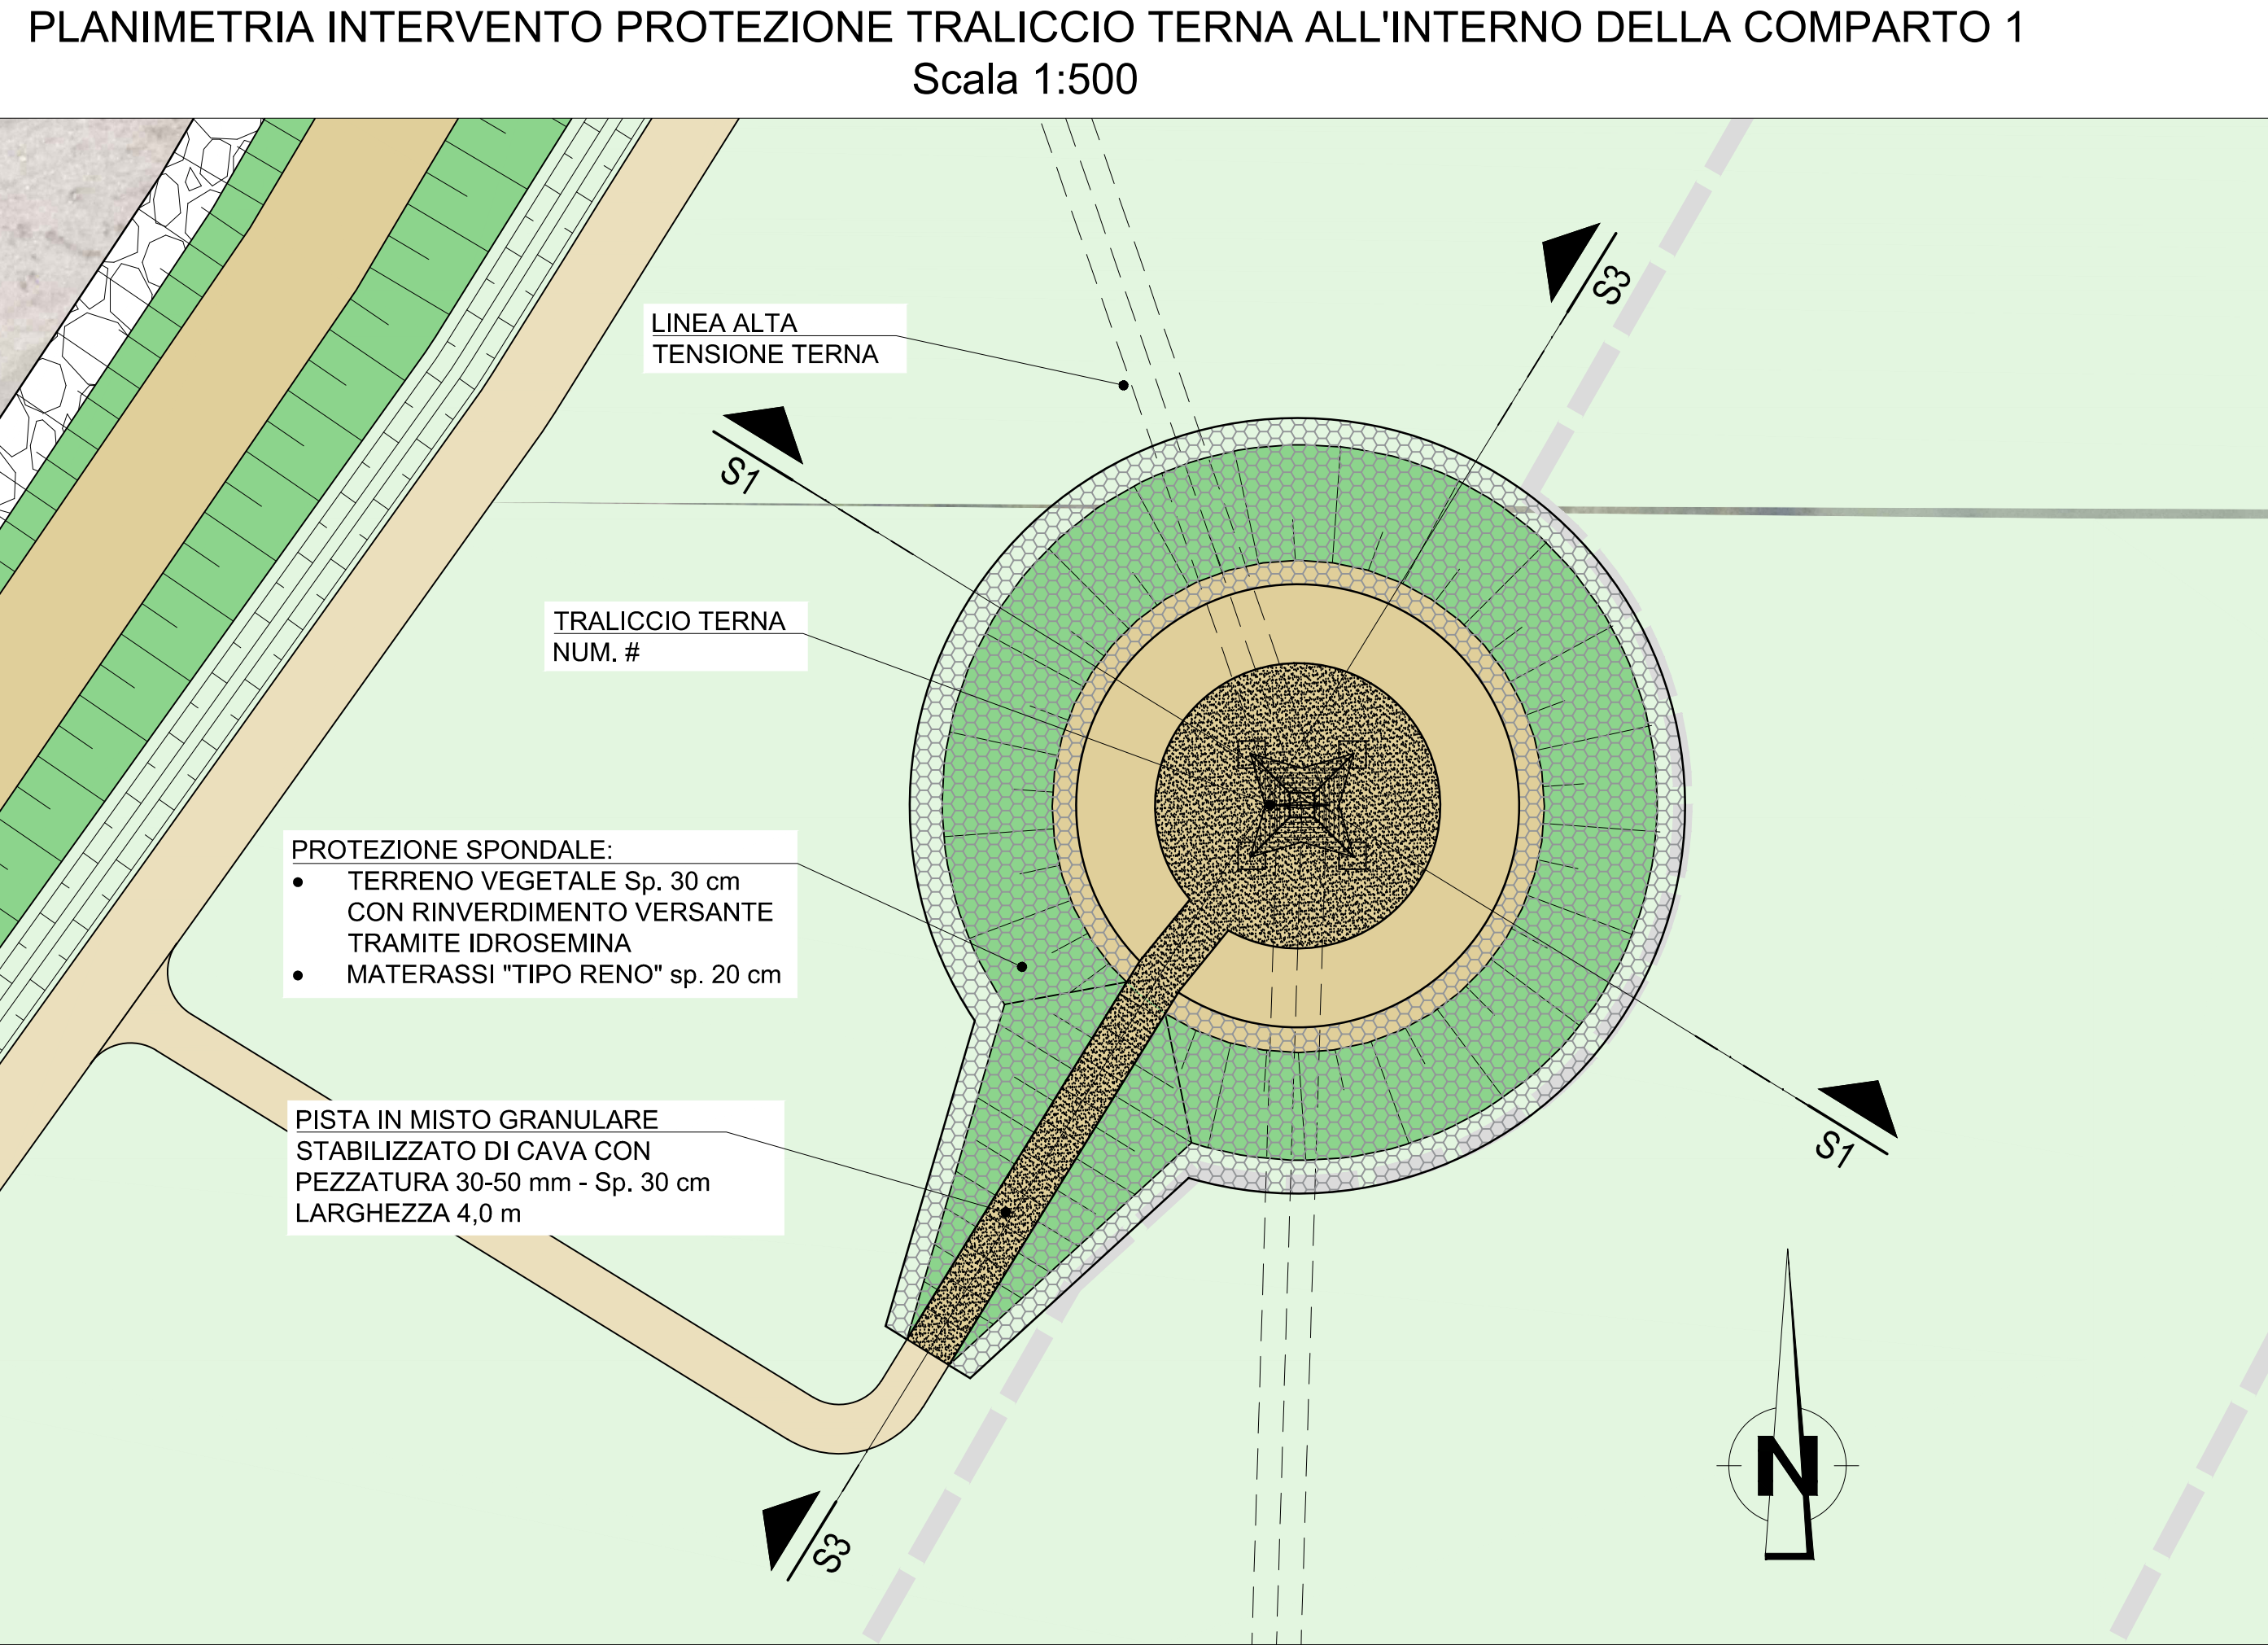 PLANIMETRIA INTERVENTO PROTEZIONE TRALICCIO TERNA ALL'INTERNO DELLA COMPARTO 1
Scala 1:500
S3
LINEA ALTA
TENSIONE TERNA
S1
TRALICCIO TERNA
NUM. #
PROTEZIONE SPONDALE:
• TERRENO VEGETALE Sp. 30 cm
CON RINVERDIMENTO VERSANTE
TRAMITE IDROSEMINA
• MATERASSI "TIPO RENO" sp. 20 cm
PISTA IN MISTO GRANULARE
STABILIZZATO DI CAVA CON
PEZZATURA 30-50 mm - Sp. 30 cm
LARGHEZZA 4,0 m
S1
N
S3